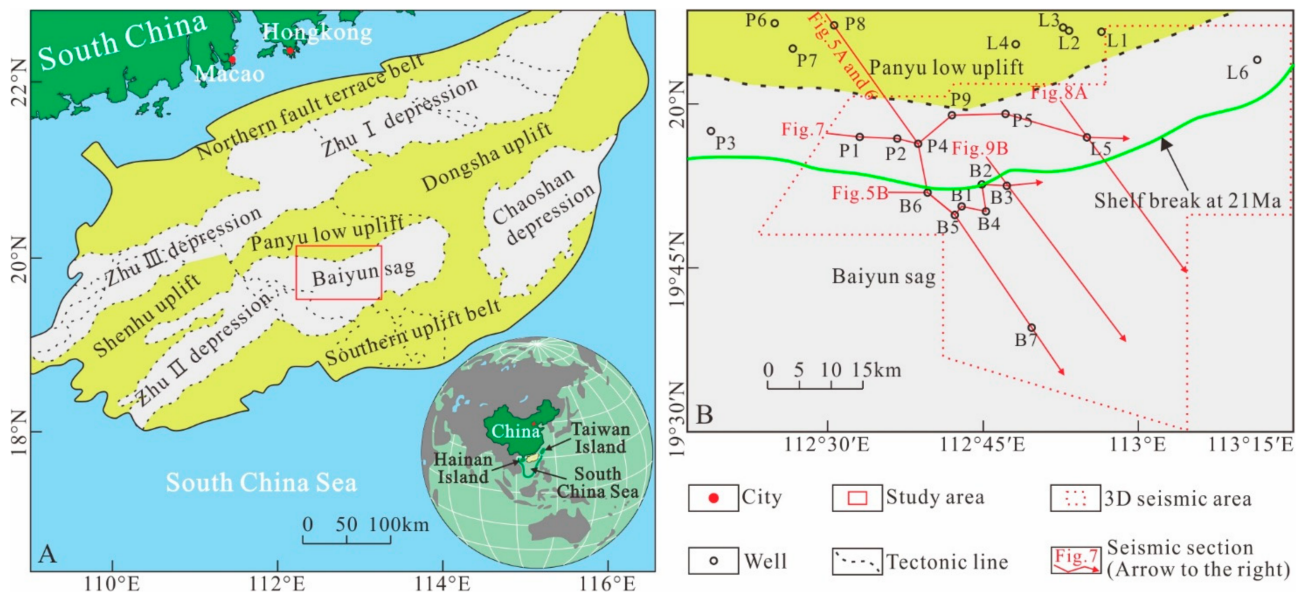 South China
Hongkong
Macao
22°N
20°N
18°N
Northern fault terrace belt
Zhu Ⅰ depression
Dongsha uplift
Chaoshan
depression
Zhu Ⅲ depression
Panyu low uplift
Baiyun sag
Shenhu uplift
Zhu Ⅱ depression
Southern uplift belt
China
Taiwan
Island
Hainan
Island
South
China Sea
South China Sea
0 50 100km
A
110°E 112°E 114°E 116°E
P6
P8
P7
L3
L2
L1
L4
L6
Fig.5A and 6
Panyu low uplift
20°N
19°45′N
19°30′N
P9
P5
Fig.8A
P3
Fig.7
P1
P2
P4
Fig.9B
L5
Fig.5B
B6
B1
B2
B3
B5
B4
Shelf break at 21Ma
Baiyun sag
B7
0 5 10 15km
B
112°30′E 112°45′E 113°E 113°15′E
City
Study area
3D seismic area
Well
Tectonic line
Fig.7
Seismic section
(Arrow to the right)